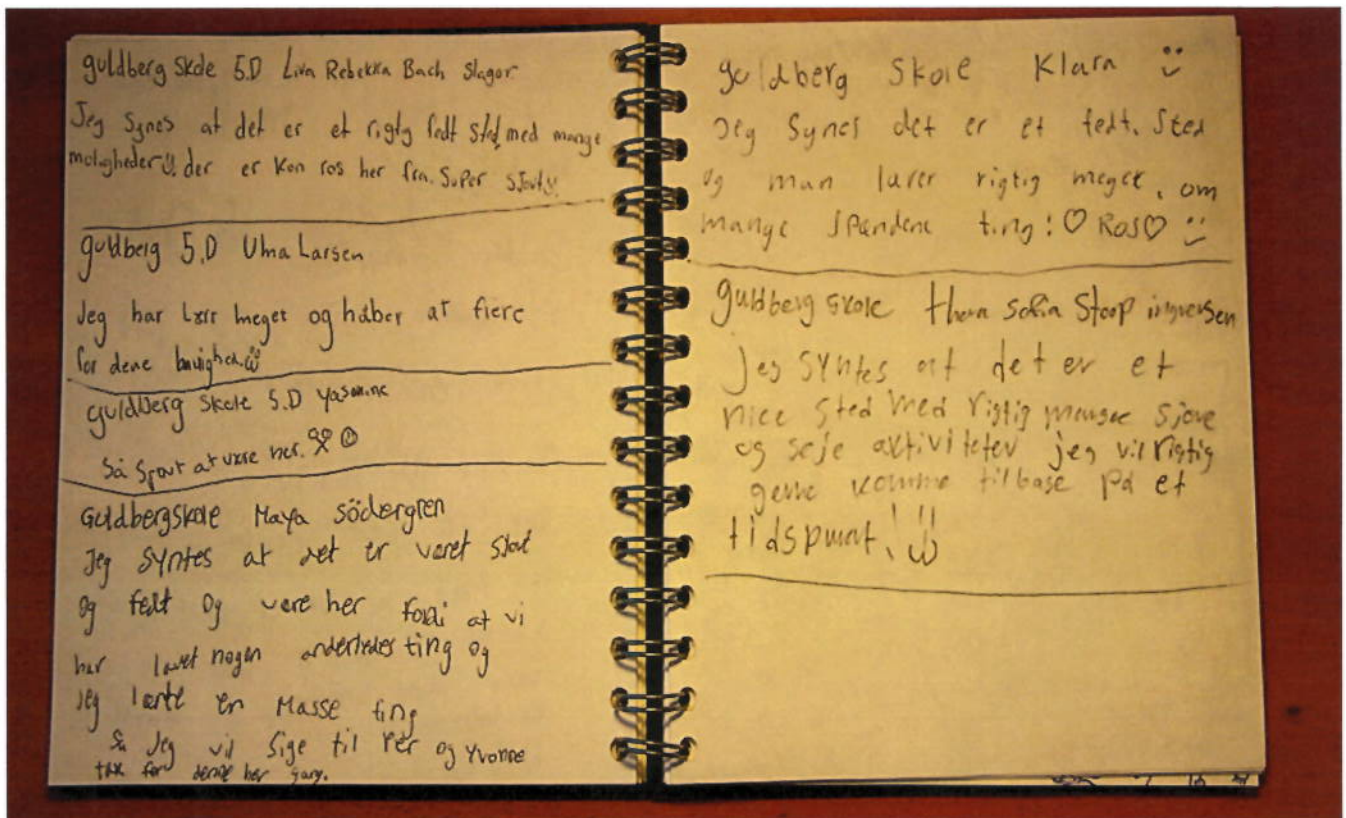 guldberg skole 5.D Liva Rebekka Bach Slagor
Jeg Synes at det er et rigtg fedt sted, med mange
moligheder der er kon ros her fra. Super sjovt
guldberg 5.D Uma Larsen
Jeg har lært meget og håber at flere
for dene
guldberg skole 5.D Yasmine
Så sjovt at være her.
Guldbergskole Maya Södergren
Jeg SYNtes at det er været sjovt
og fedt og være her fordi at vi
har lavet nogen anderledes ting og
Jeg lærte en Masse ting
Så Jeg vil Sige til Per og Yvonne
tak for denne her gang.
guldberg Skole Klara
Jeg Synes det er et fedt. Sted
og man lærer rigtig meget, om
mange spændene ting! ♡ Ros ♡
guldberg skole Sofia Stoop
jeg SYNtes at det er et
nice sted med rigtig mange sjove
og seje aktiviteter jeg vil rigtig
gerne komme tilbage på et
tidspunkt!